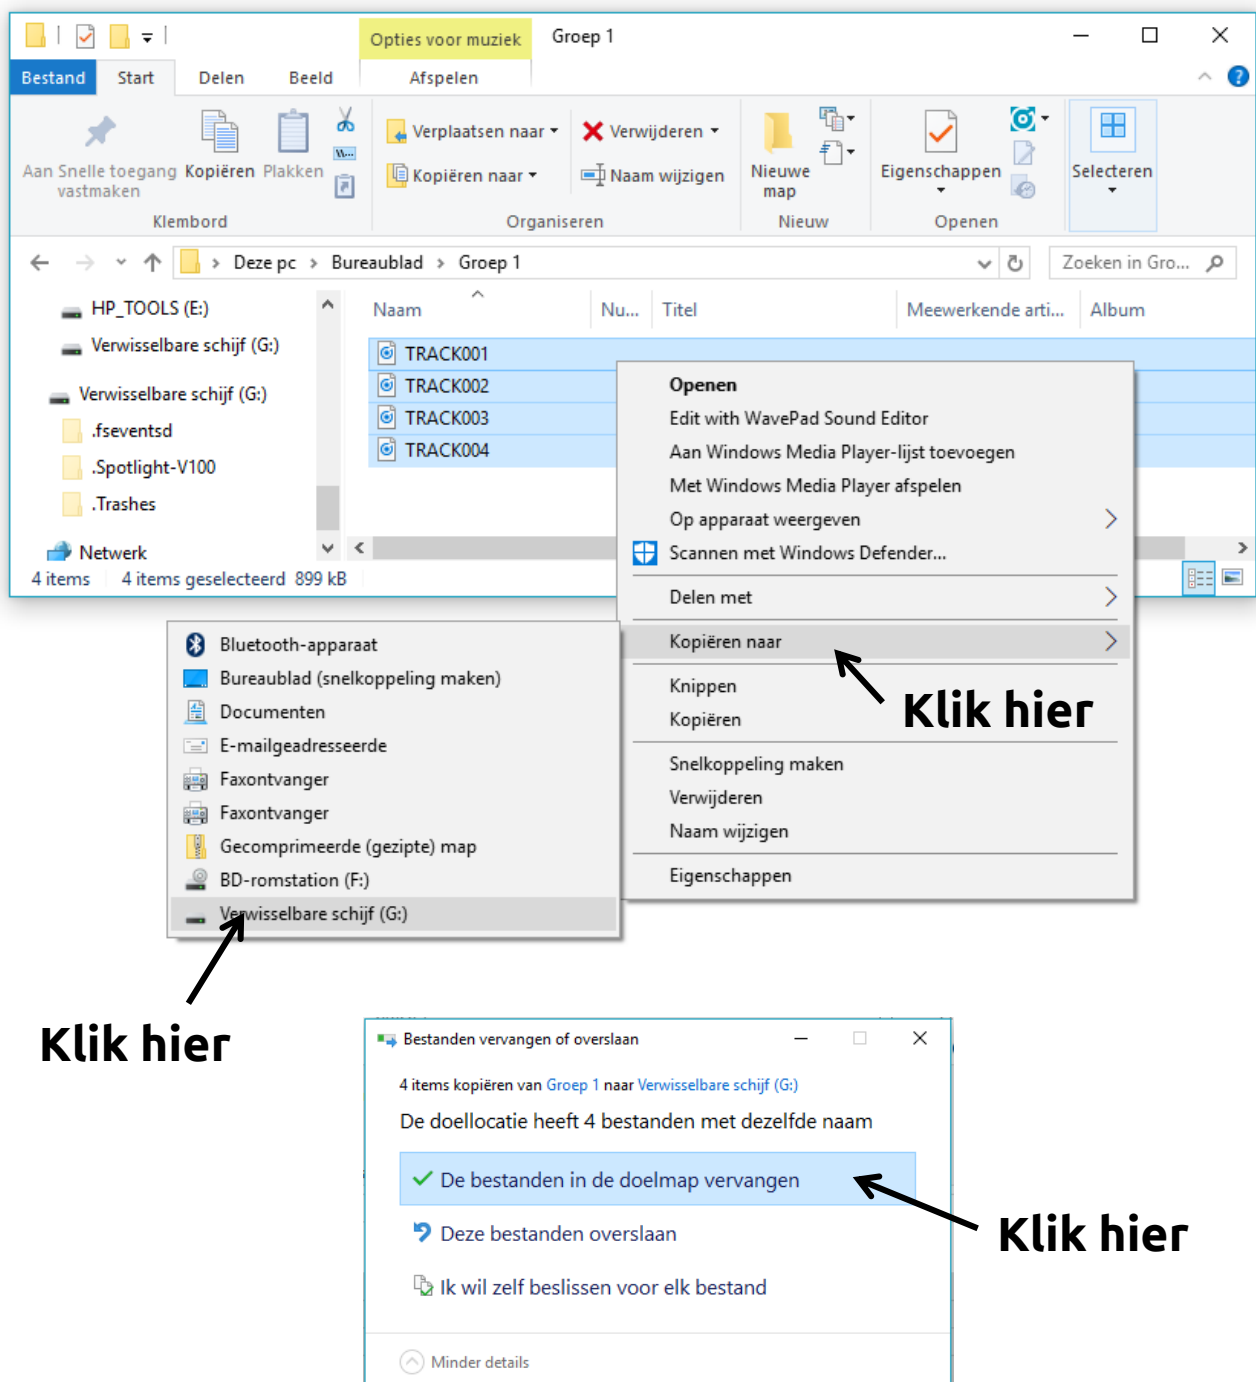 Opties voor muziek
Groep 1
Bestand
Start
Delen
Beeld
Afspelen
Aan Snelle toegang
vastmaken
Kopiëren
Plakken
Klembord
Verplaatsen naar
Kopiëren naar
Verwijderen
Naam wijzigen
Organiseren
Nieuwe
map
Nieuw
Eigenschappen
Openen
Selecteren
Deze pc
Bureaublad
Groep 1
Zoeken in Gro...
HP_TOOLS (E:)
Verwisselbare schijf (G:)
Verwisselbare schijf (G:)
.fseventsd
.Spotlight-V100
.Trashes
Netwerk
Naam
Nu...
Titel
Meewerkende arti...
Album
TRACK001
TRACK002
TRACK003
TRACK004
4 items
4 items geselecteerd 899 kB
Openen
Edit with WavePad Sound Editor
Aan Windows Media Player-lijst toevoegen
Met Windows Media Player afspelen
Op apparaat weergeven
Scannen met Windows Defender...
Delen met
Kopiëren naar
Knippen
Kopiëren
Snelkoppeling maken
Verwijderen
Naam wijzigen
Eigenschappen
Klik hier
Bluetooth-apparaat
Bureaublad (snelkoppeling maken)
Documenten
E-mailgeadresseerde
Faxontvanger
Faxontvanger
Gecomprimeerde (gezipte) map
BD-romstation (F:)
Verwisselbare schijf (G:)
Klik hier
Bestanden vervangen of overslaan
4 items kopiëren van Groep 1 naar Verwisselbare schijf (G:)
De doellocatie heeft 4 bestanden met dezelfde naam
De bestanden in de doelmap vervangen
Deze bestanden overslaan
Ik wil zelf beslissen voor elk bestand
Minder details
Klik hier